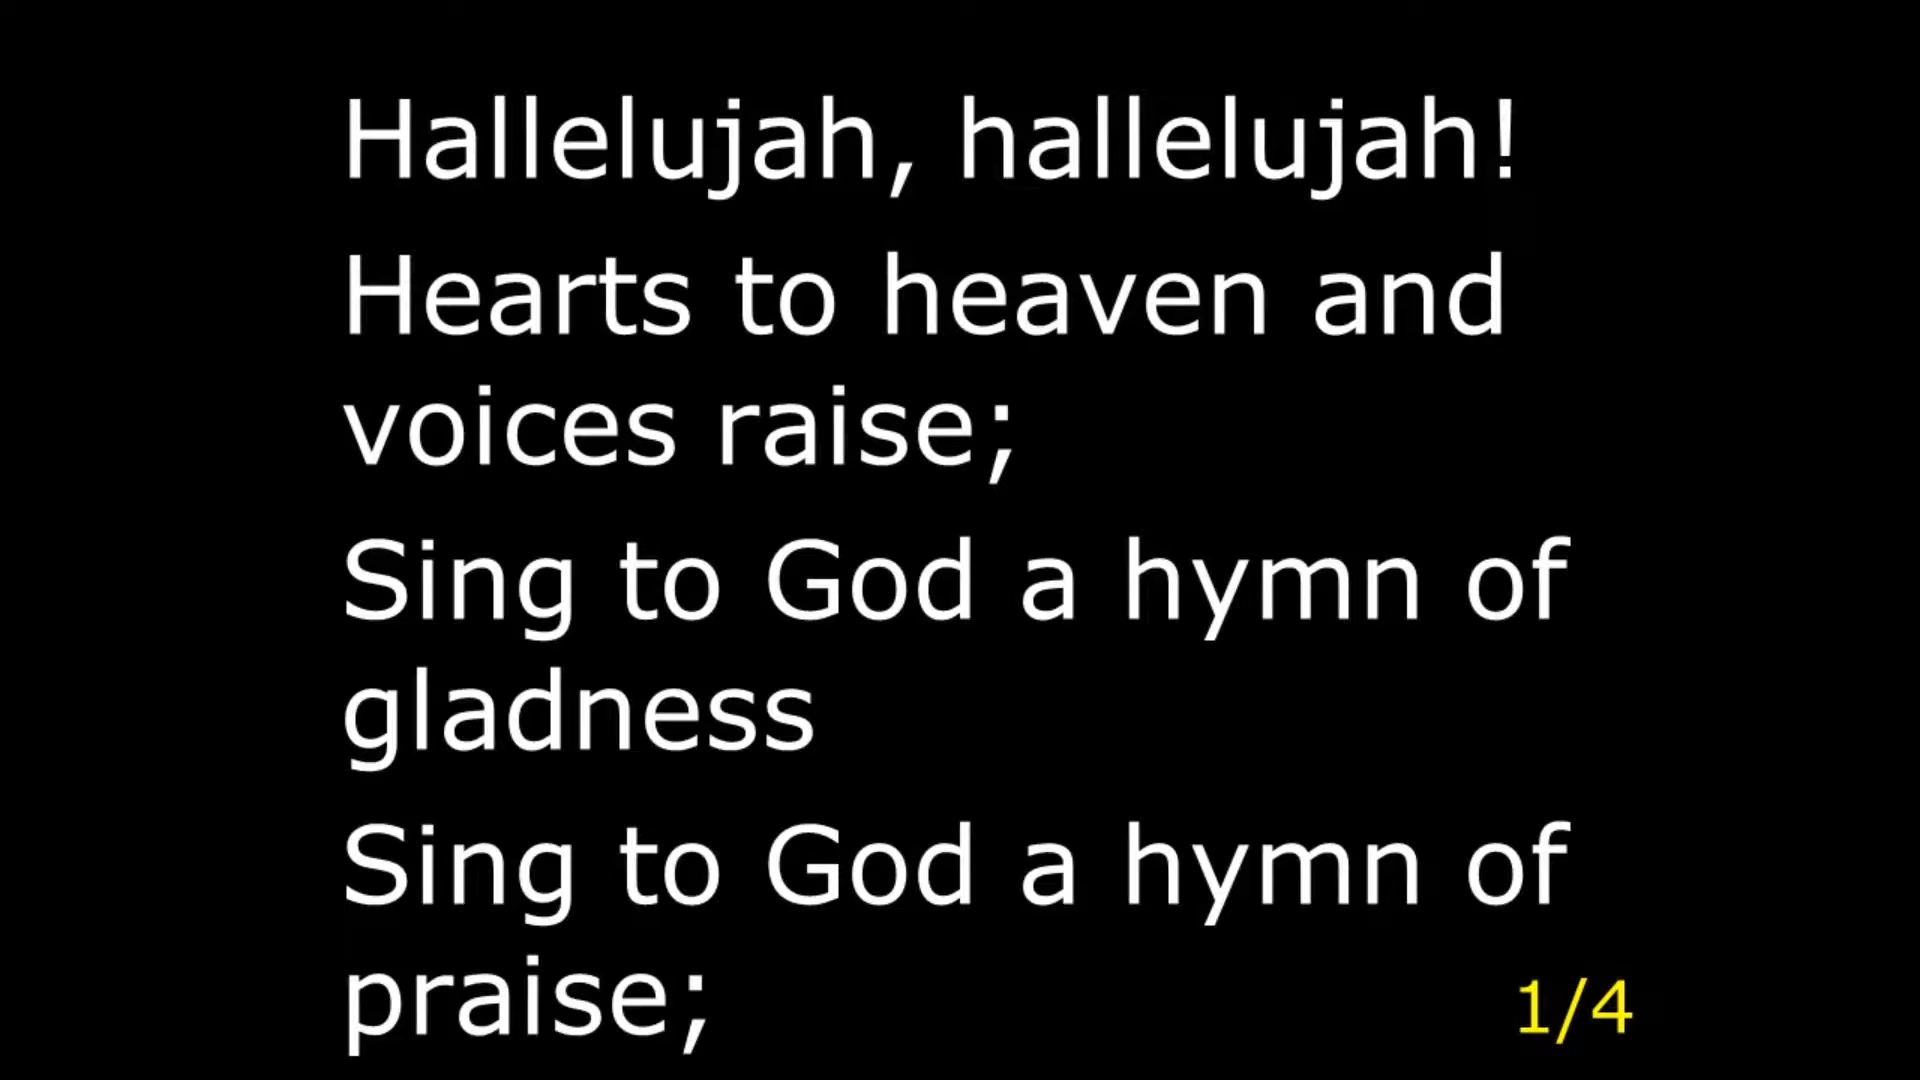 Hallelujah, hallelujah!
Hearts to heaven and
voices raise;
Sing to God a hymn of
gladness
Sing to God a hymn of
praise;
1/4